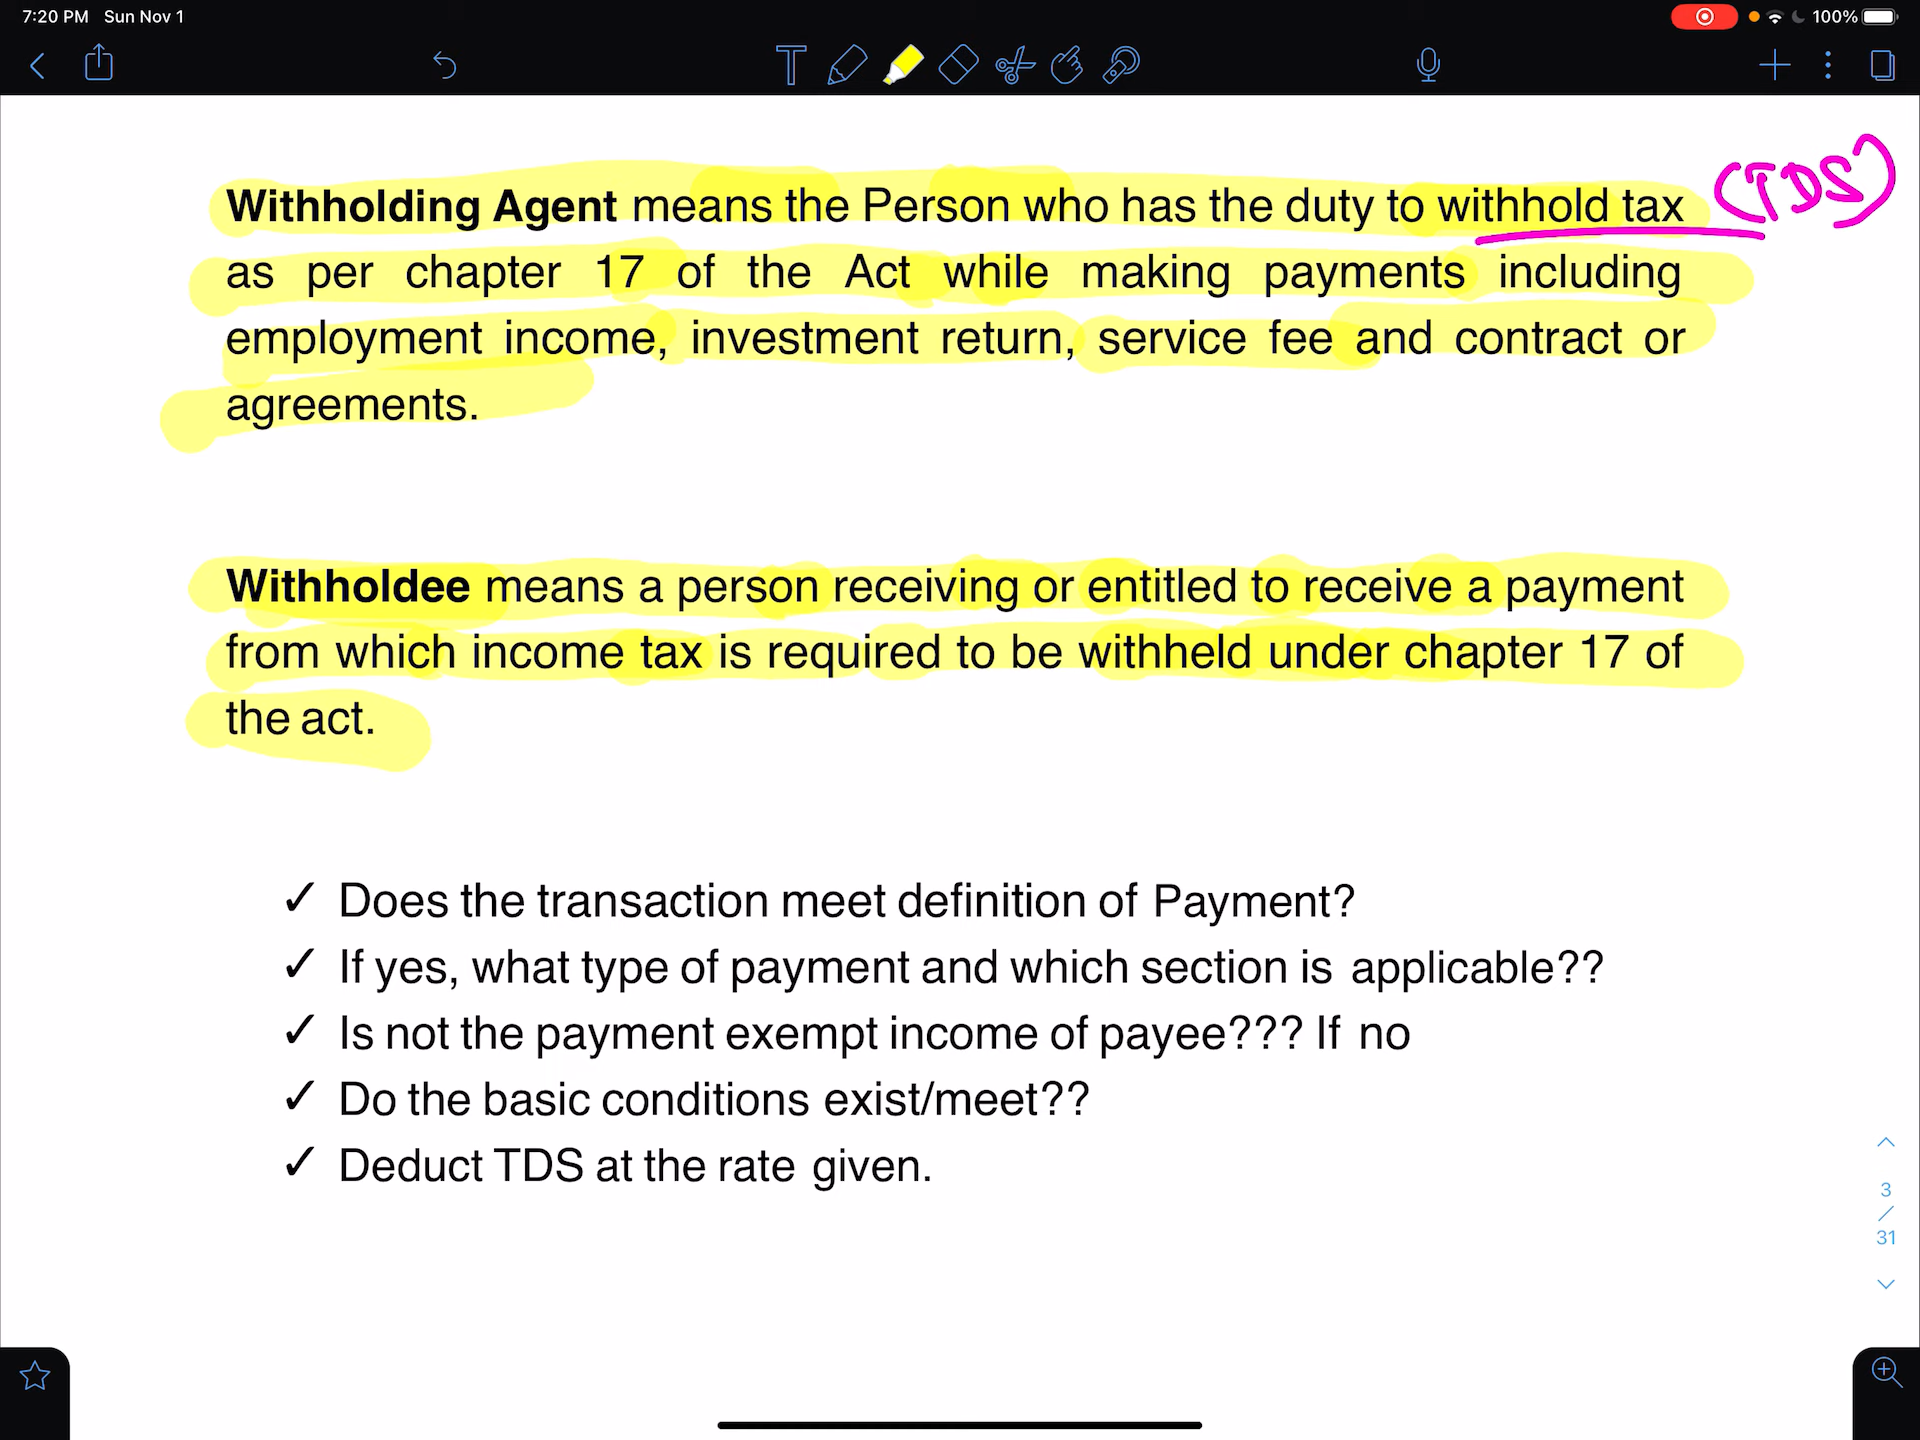 7:20 PM Sun Nov 1
100%
Withholding Agent means the Person who has the duty to withhold tax (TDS)
as per chapter 17 of the Act while making payments including
employment income, investment return, service fee and contract or
agreements.
Withholdee means a person receiving or entitled to receive a payment
from which income tax is required to be withheld under chapter 17 of
the act.
✓ Does the transaction meet definition of Payment?
✓ If yes, what type of payment and which section is applicable??
✓ Is not the payment exempt income of payee??? If no
✓ Do the basic conditions exist/meet??
✓ Deduct TDS at the rate given.
3
/
31